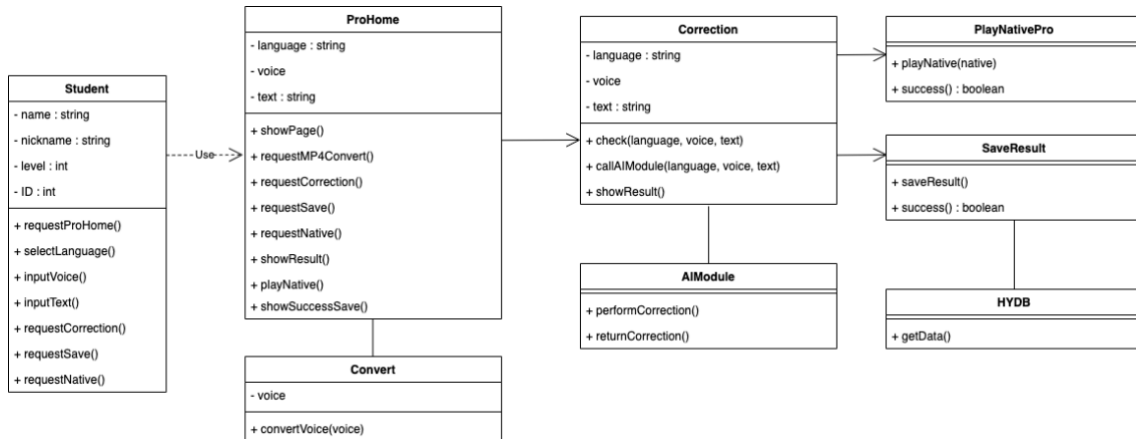 Student
- name : string
- nickname : string
- level : int
- ID : int
+ requestProHome()
+ selectLanguage()
+ inputVoice()
+ inputText()
+ requestCorrection()
+ requestSave()
+ requestNative()
Use
ProHome
- language : string
- voice
- text : string
+ showPage()
+ requestMP4Convert()
+ requestCorrection()
+ requestSave()
+ requestNative()
+ showResult()
+ playNative()
+ showSuccessSave()
Convert
- voice
+ convertVoice(voice)
Correction
- language : string
- voice
- text : string
+ check(language, voice, text)
+ callAIModule(language, voice, text)
+ showResult()
AIModule
+ performCorrection()
+ returnCorrection()
PlayNativePro
+ playNative(native)
+ success() : boolean
SaveResult
+ saveResult()
+ success() : boolean
HYDB
+ getData()